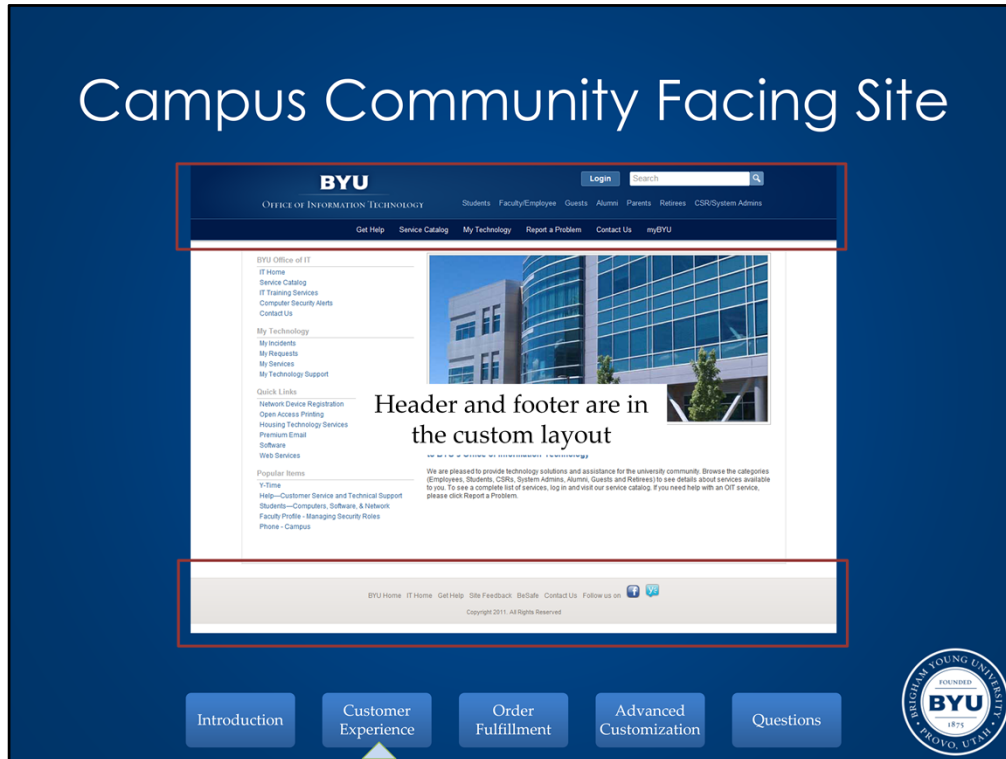 Campus Community Facing Site
BYU
OFFICE OF INFORMATION TECHNOLOGY
Login
Search
Students Faculty/Employee Guests Alumni Parents Retirees CSR/System Admins
Get Help Service Catalog My Technology Report a Problem Contact Us myBYU
BYU Office of IT
IT Home
Service Catalog
IT Training Services
Computer Security Alerts
Contact Us
My Technology
My Incidents
My Requests
My Services
My Technology Support
Quick Links
Network Device Registration
Open Access Printing
Housing Technology Services
Premium Email
Software
Web Services
Popular Items
Y-Time
Help—Customer Service and Technical Support
Students—Computers, Software, & Network
Faculty Profile - Managing Security Roles
Phone - Campus
Header and footer are in
the custom layout
to BYU's Office of Information Technology
We are pleased to provide technology solutions and assistance for the university community. Browse the categories
(Employees, Students, CSRs, System Admins, Alumni, Guests and Retirees) to see details about services available
to you. To see a complete list of services, log in and visit our service catalog. If you need help with an OIT service,
please click Report a Problem.
BYU Home IT Home Get Help Site Feedback BeSafe Contact Us Follow us on
Copyright 2011. All Rights Reserved
Introduction
Customer
Experience
Order
Fulfillment
Advanced
Customization
Questions
BRIGHAM YOUNG UNIVERSITY
FOUNDED
BYU
1875
PROVO, UTAH